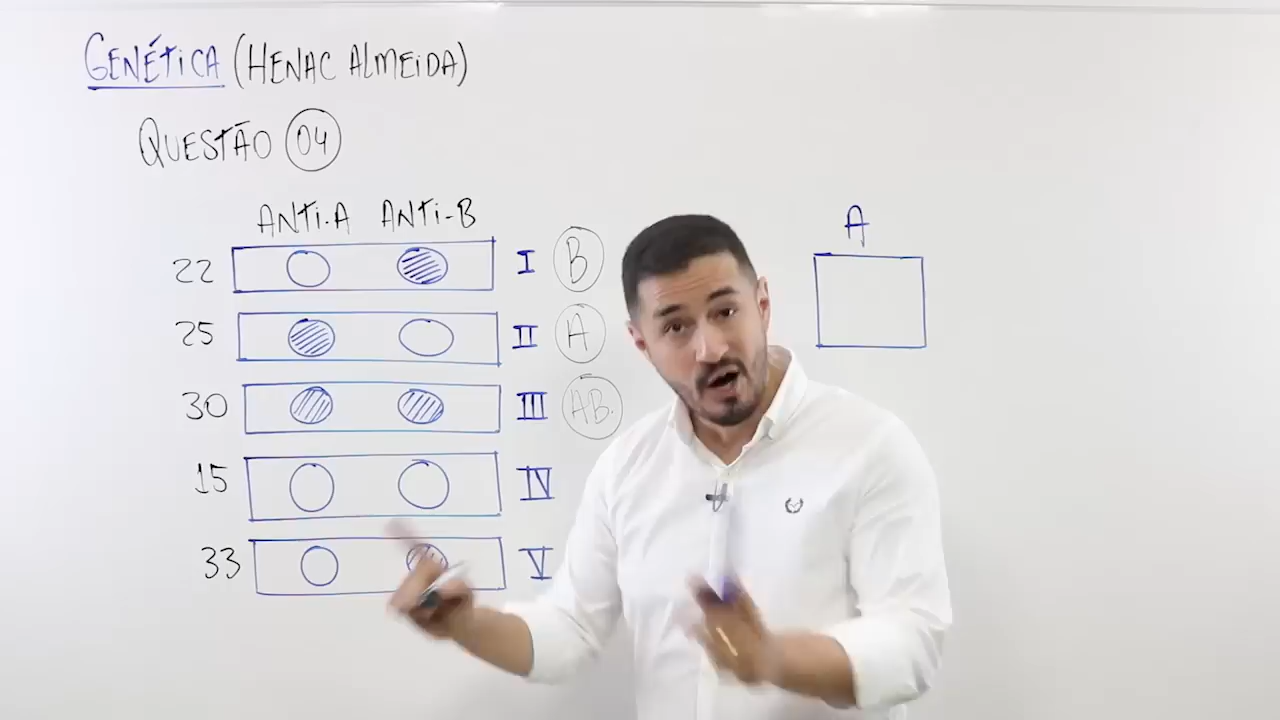 GENÉTICA (HENAC ALMEIDA)
QUESTÃO 04
ANTI-A ANTI-B
22 I B
25 II A
30 III AB.
15 IV
33 V
A